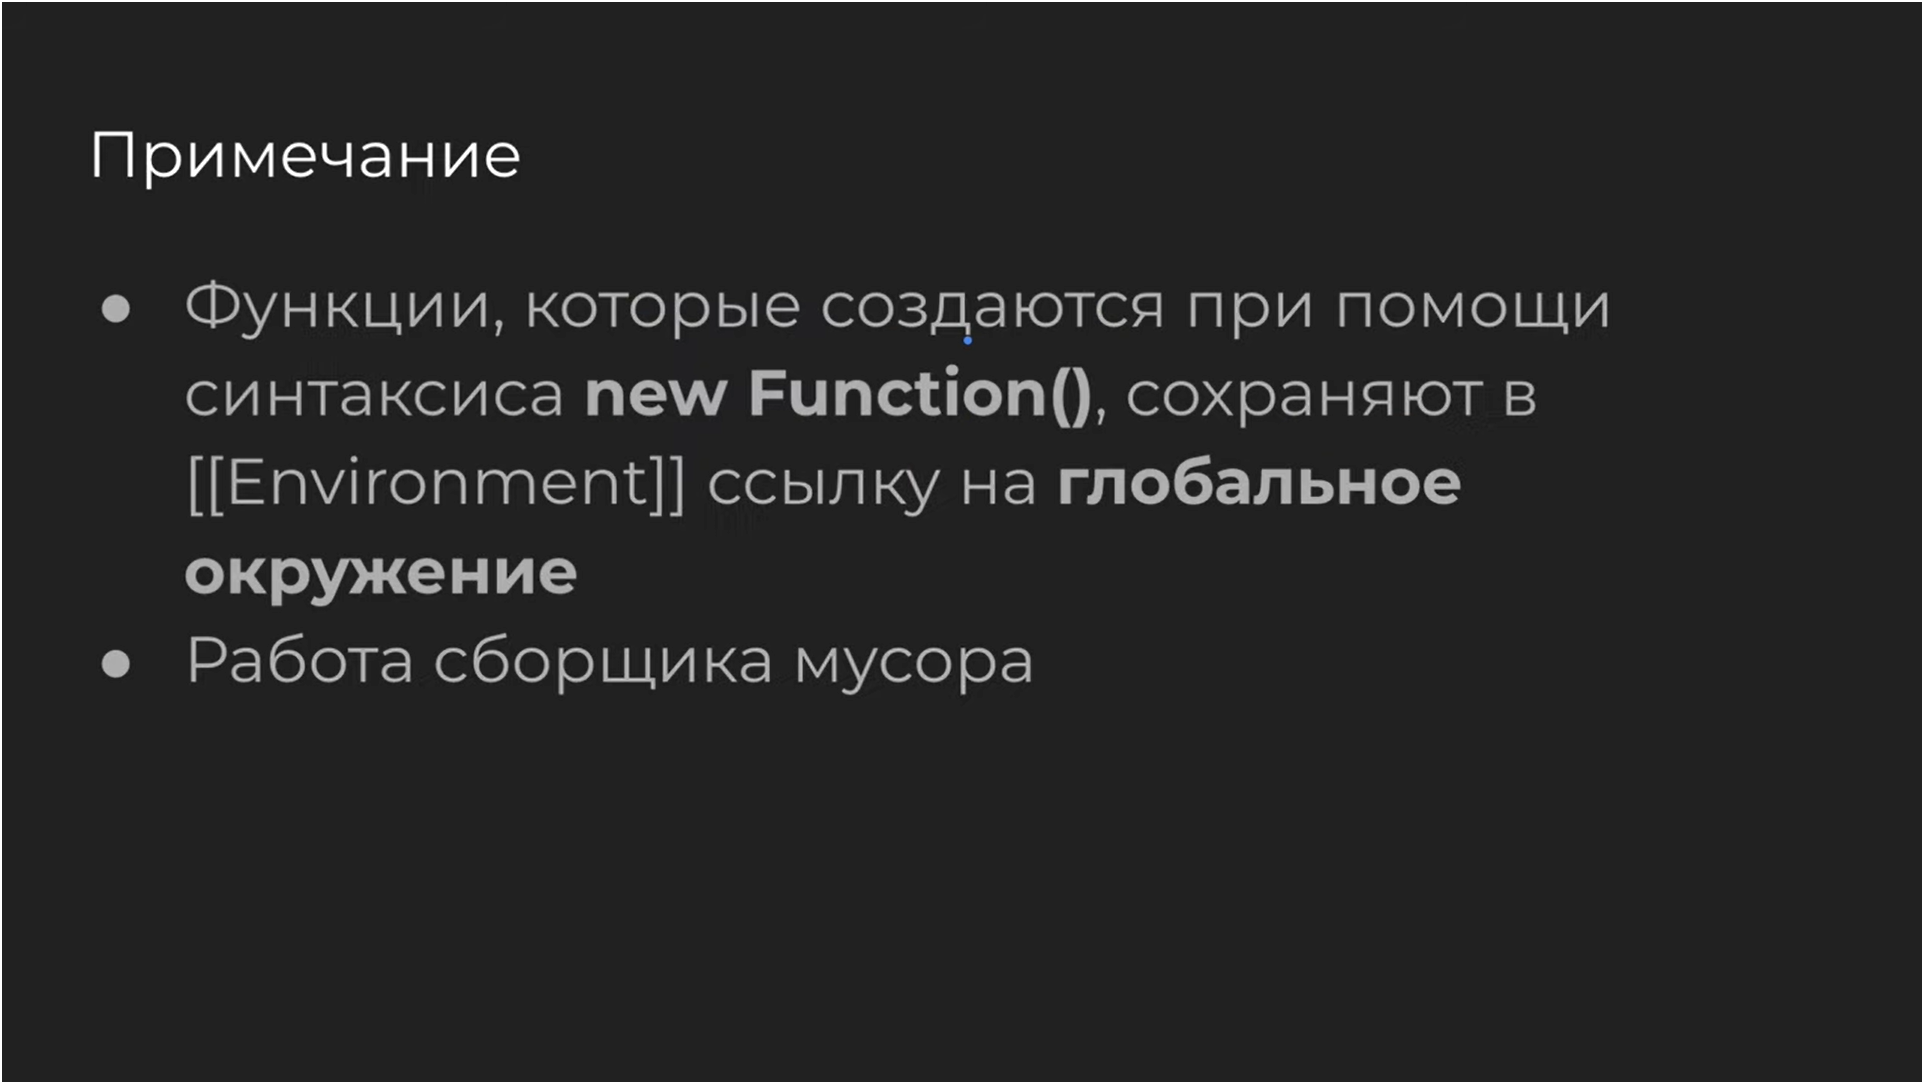 Примечание
● Функции, которые создаются при помощи
синтаксиса new Function(), сохраняют в
[[Environment]] ссылку на глобальное
окружение
● Работа сборщика мусора